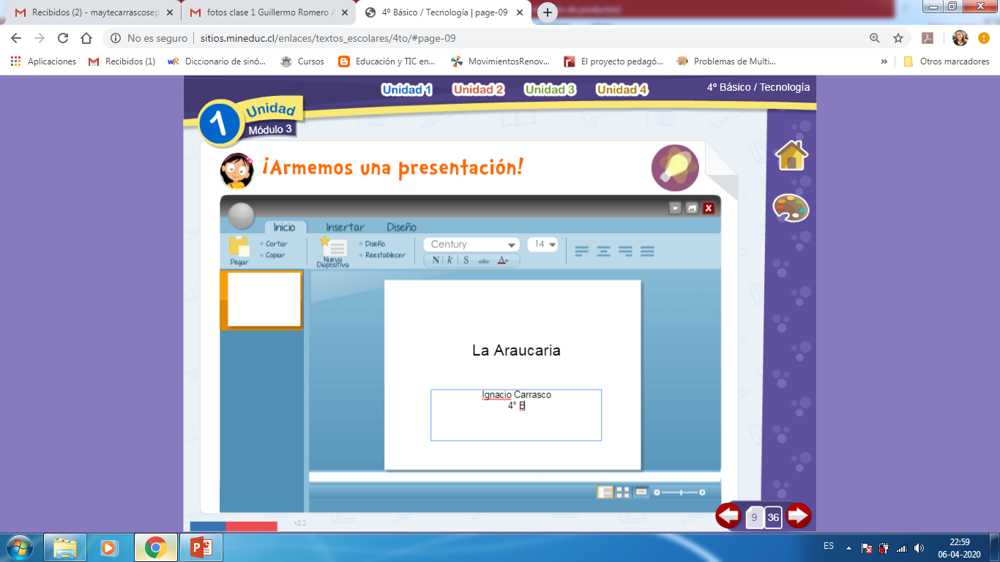 Recibidos (2) - maytecarrascosep
fotos clase 1 Guillermo Romero A
4º Básico / Tecnología | page-09
No es seguro | sitios.mineduc.cl/enlaces/textos_escolares/4to/#page-09
Aplicaciones
Recibidos (1)
Diccionario de sinó...
Cursos
Educación y TIC en...
MovimientosRenov...
El proyecto pedagó...
Problemas de Multi...
»
Otros marcadores
Unidad 1
Unidad 2
Unidad 3
Unidad 4
4º Básico / Tecnología
1
Unidad
Módulo 3
¡Armemos una presentación!
Inicio
Insertar
Diseño
Pegar
Cortar
Copiar
Nueva
Diapositiva
Diseño
Reestablecer
Century
14
N K S abc A
La Araucaria
Ignacio Carrasco
4° B
v2.2
9
36
ES
22:59
06-04-2020